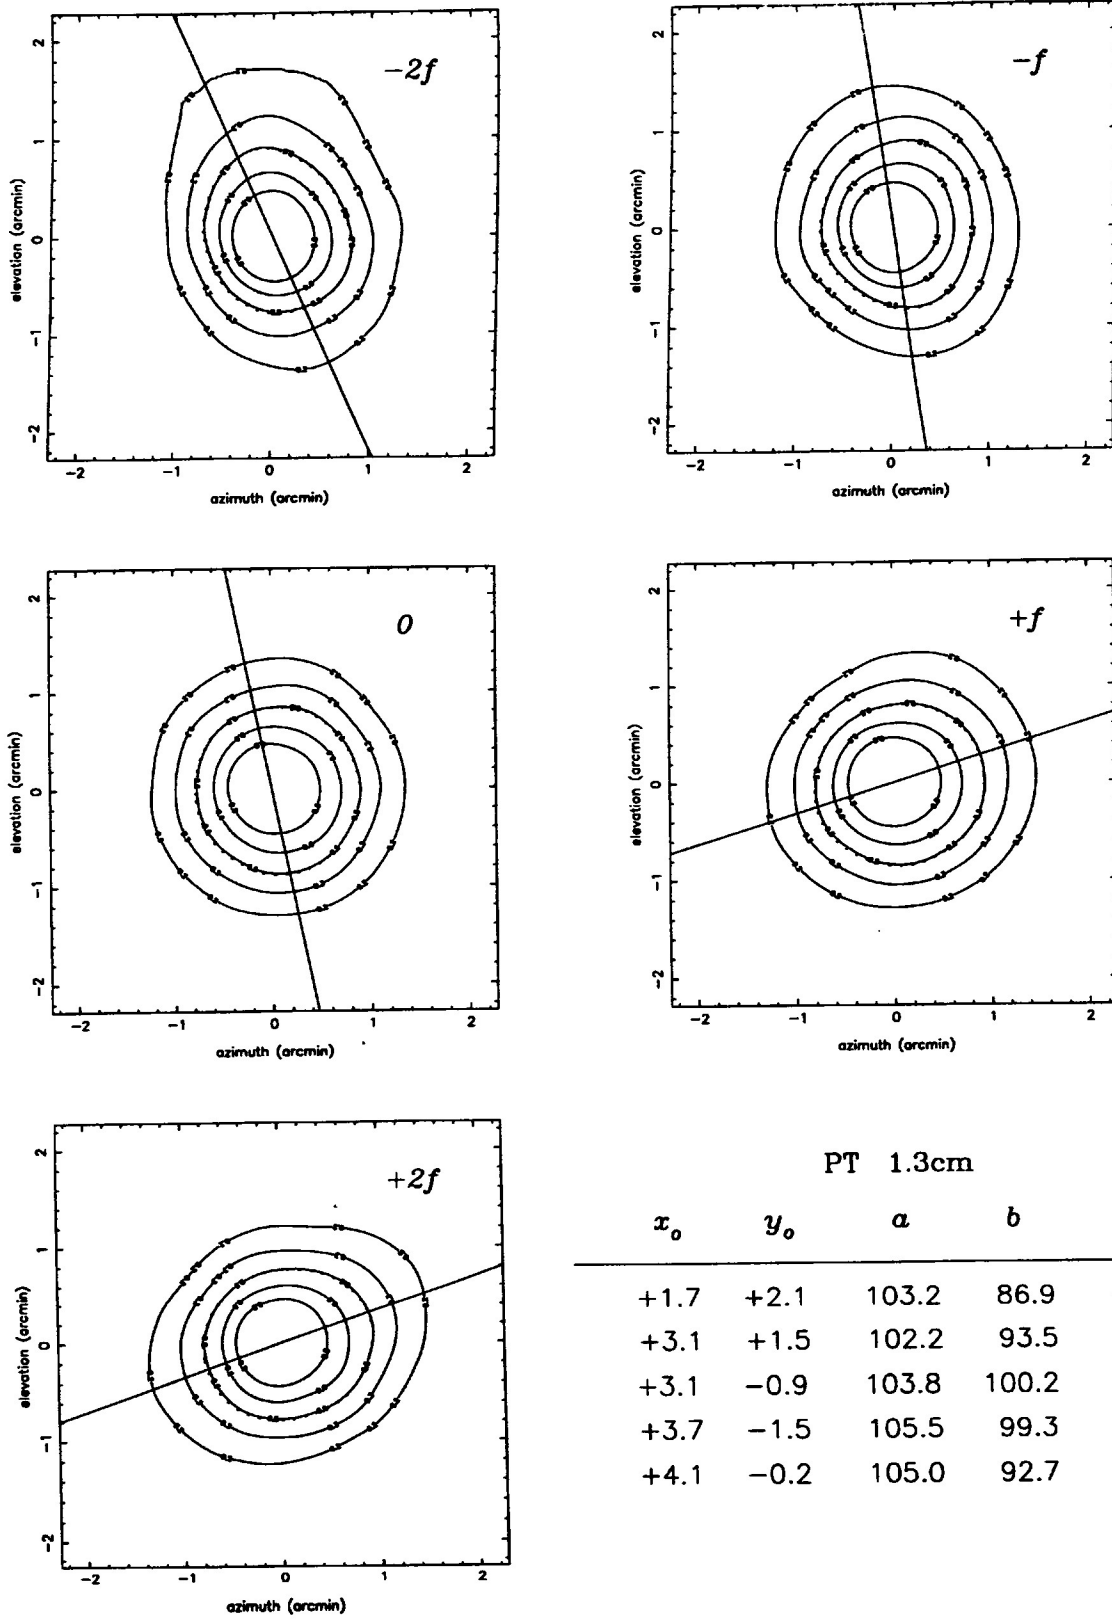 −2f
elevation (arcmin)
2
1
0
−1
−2
−2 −1 0 1 2
azimuth (arcmin)
−f
elevation (arcmin)
2
1
0
−1
−2
−2 −1 0 1 2
azimuth (arcmin)
0
elevation (arcmin)
2
1
0
−1
−2
−2 −1 0 1 2
azimuth (arcmin)
+f
elevation (arcmin)
2
1
0
−1
−2
−2 −1 0 1 2
azimuth (arcmin)
+2f
elevation (arcmin)
2
1
0
−1
−2
−2 −1 0 1 2
azimuth (arcmin)
PT 1.3cm
x_o y_o a b
+1.7 +2.1 103.2 86.9
+3.1 +1.5 102.2 93.5
+3.1 −0.9 103.8 100.2
+3.7 −1.5 105.5 99.3
+4.1 −0.2 105.0 92.7